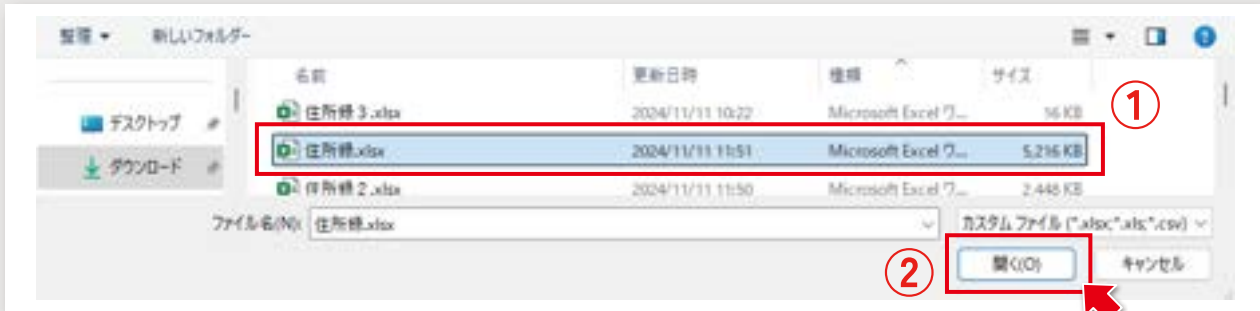 整理 新しいフォルダー
名前 更新日時 種類 サイズ
デスクトップ
ダウンロード
住所録 3 .xlsx 2024/11/11 10:22 Microsoft Excel ワ... 16 KB
①
住所録.xlsx 2024/11/11 11:51 Microsoft Excel ワ... 5,216 KB
住所録 2 .xlsx 2024/11/11 11:50 Microsoft Excel ワ... 2,448 KB
ファイル名(N): 住所録.xlsx カスタム ファイル (*.xlsx;*.xls;*.csv)
② 開く(O) キャンセル